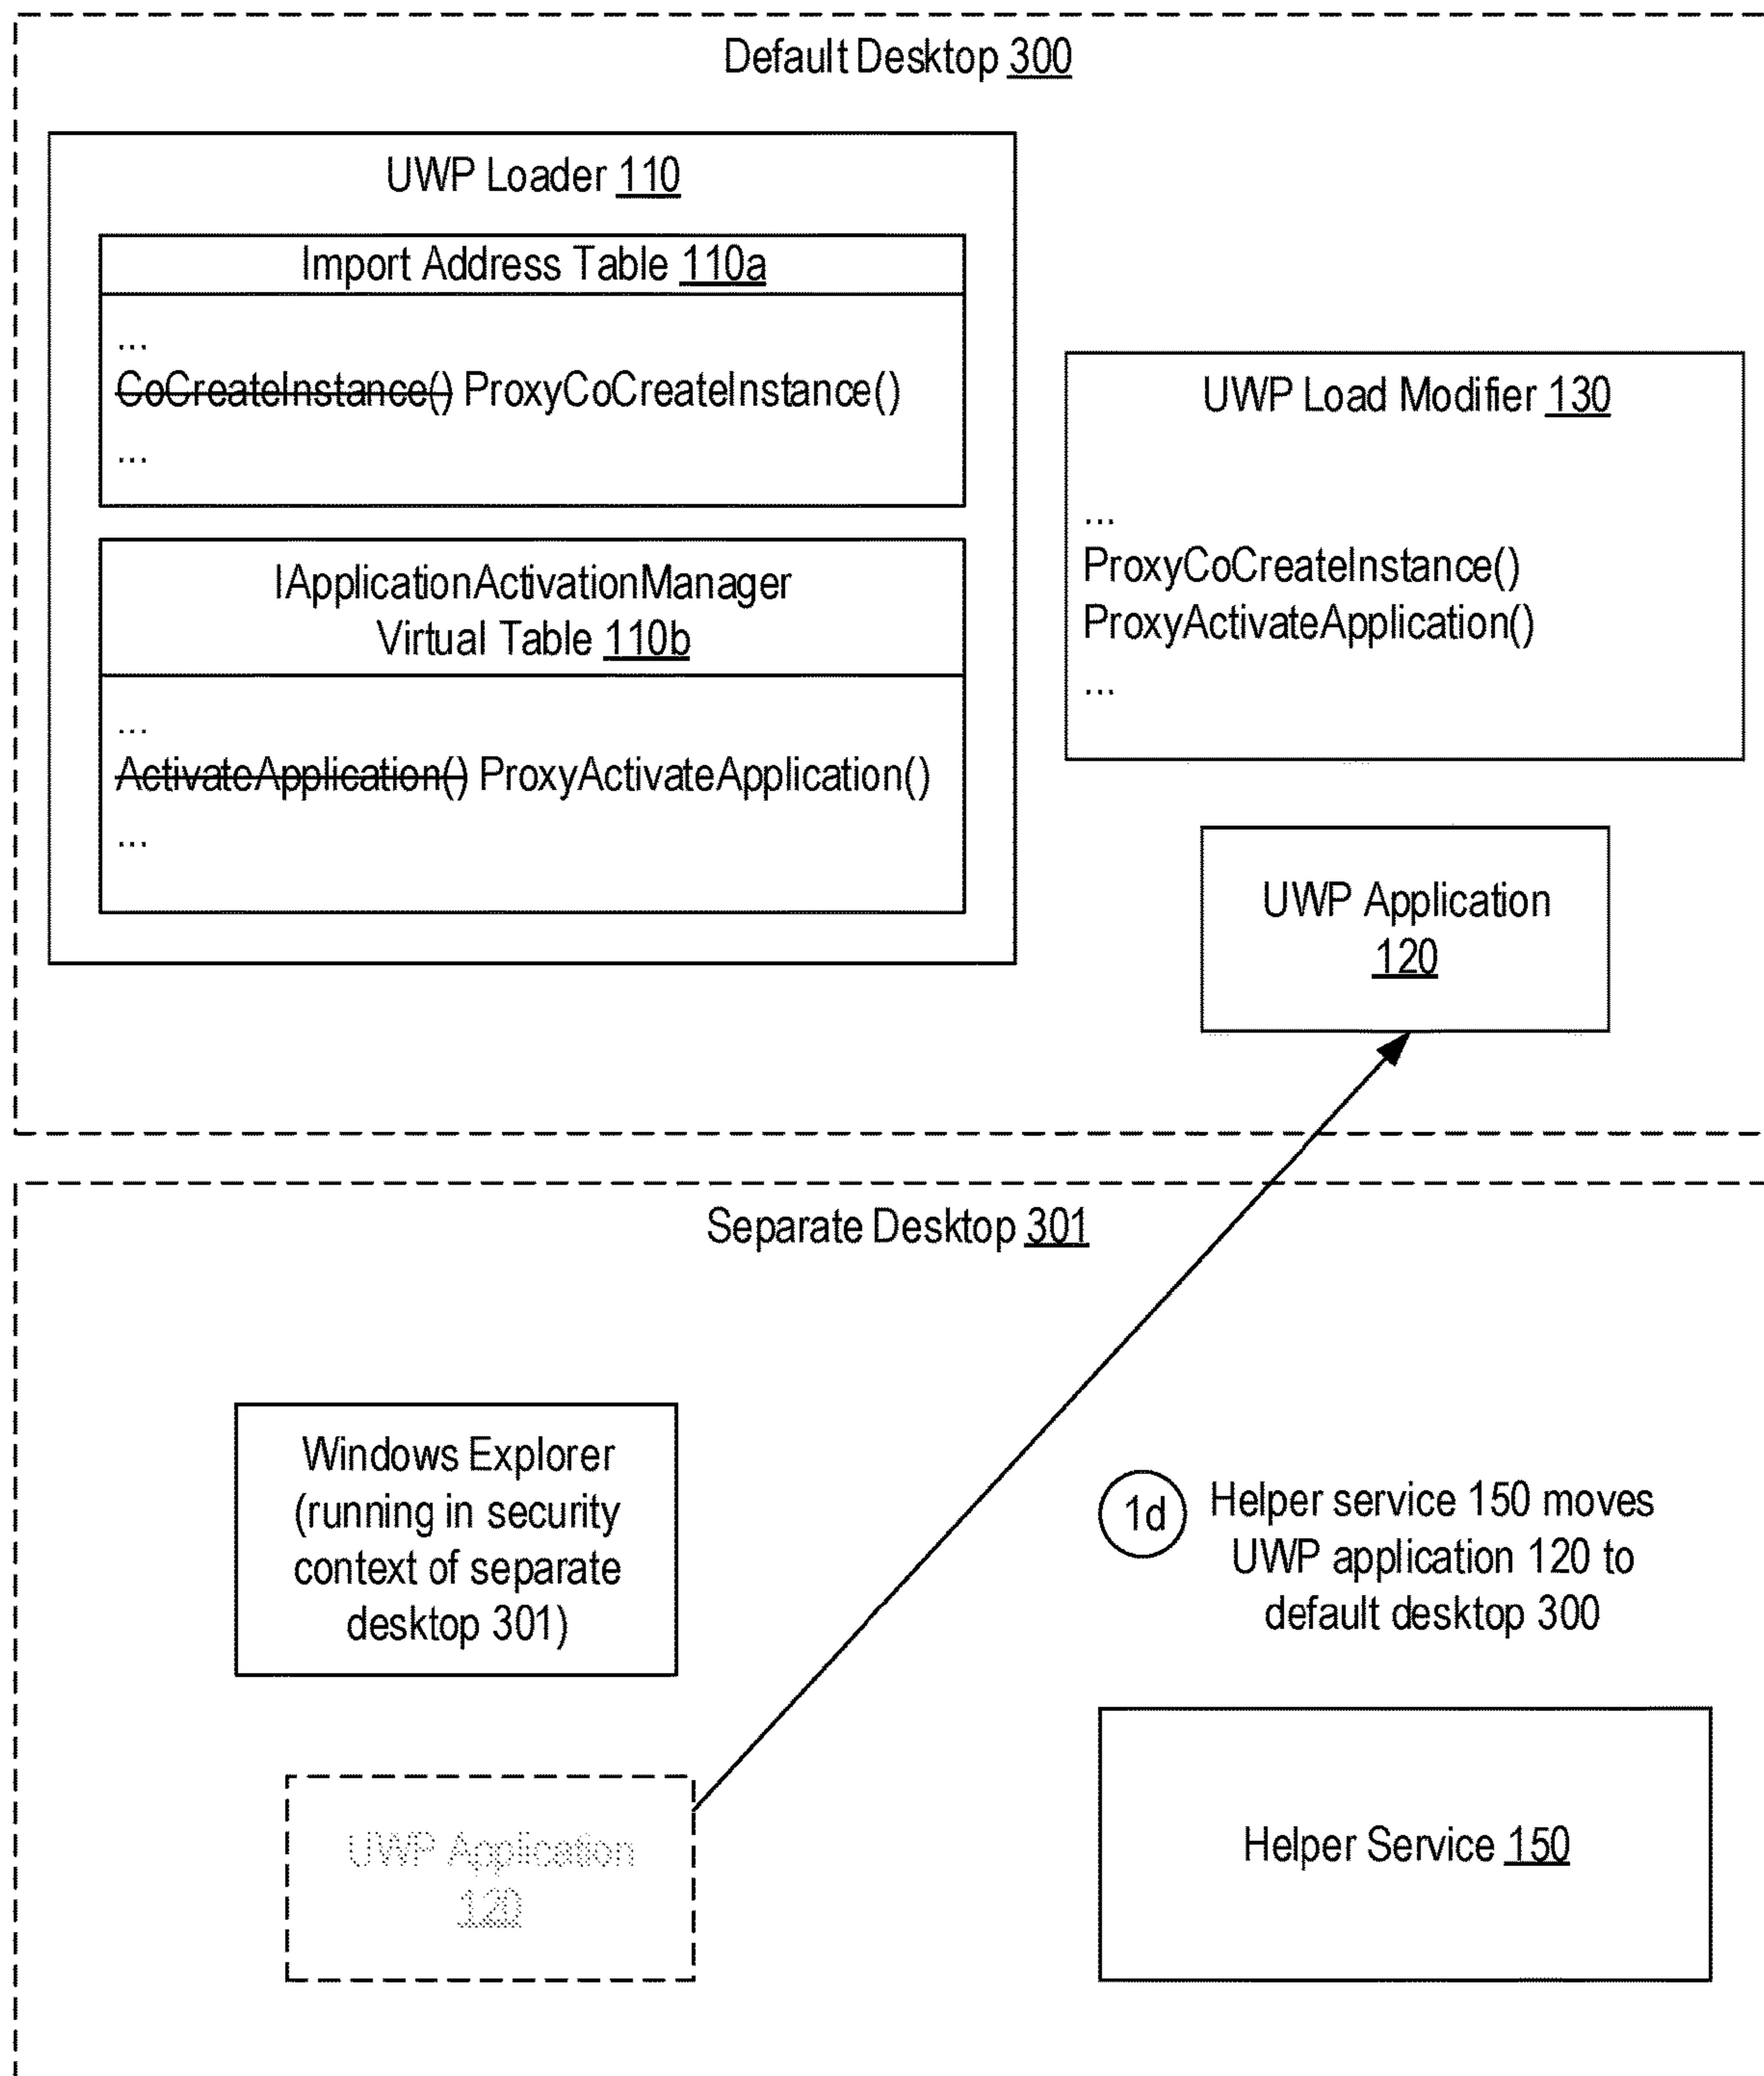 Default Desktop 300
UWP Loader 110
Import Address Table 110a
...
CoCreateInstance() ProxyCoCreateInstance()
...
IApplicationActivationManager
Virtual Table 110b
...
ActivateApplication() ProxyActivateApplication()
...
UWP Load Modifier 130
...
ProxyCoCreateInstance()
ProxyActivateApplication()
...
UWP Application
120
Separate Desktop 301
Windows Explorer
(running in security
context of separate
desktop 301)
1d
Helper service 150 moves
UWP application 120 to
default desktop 300
UWP Application
120
Helper Service 150